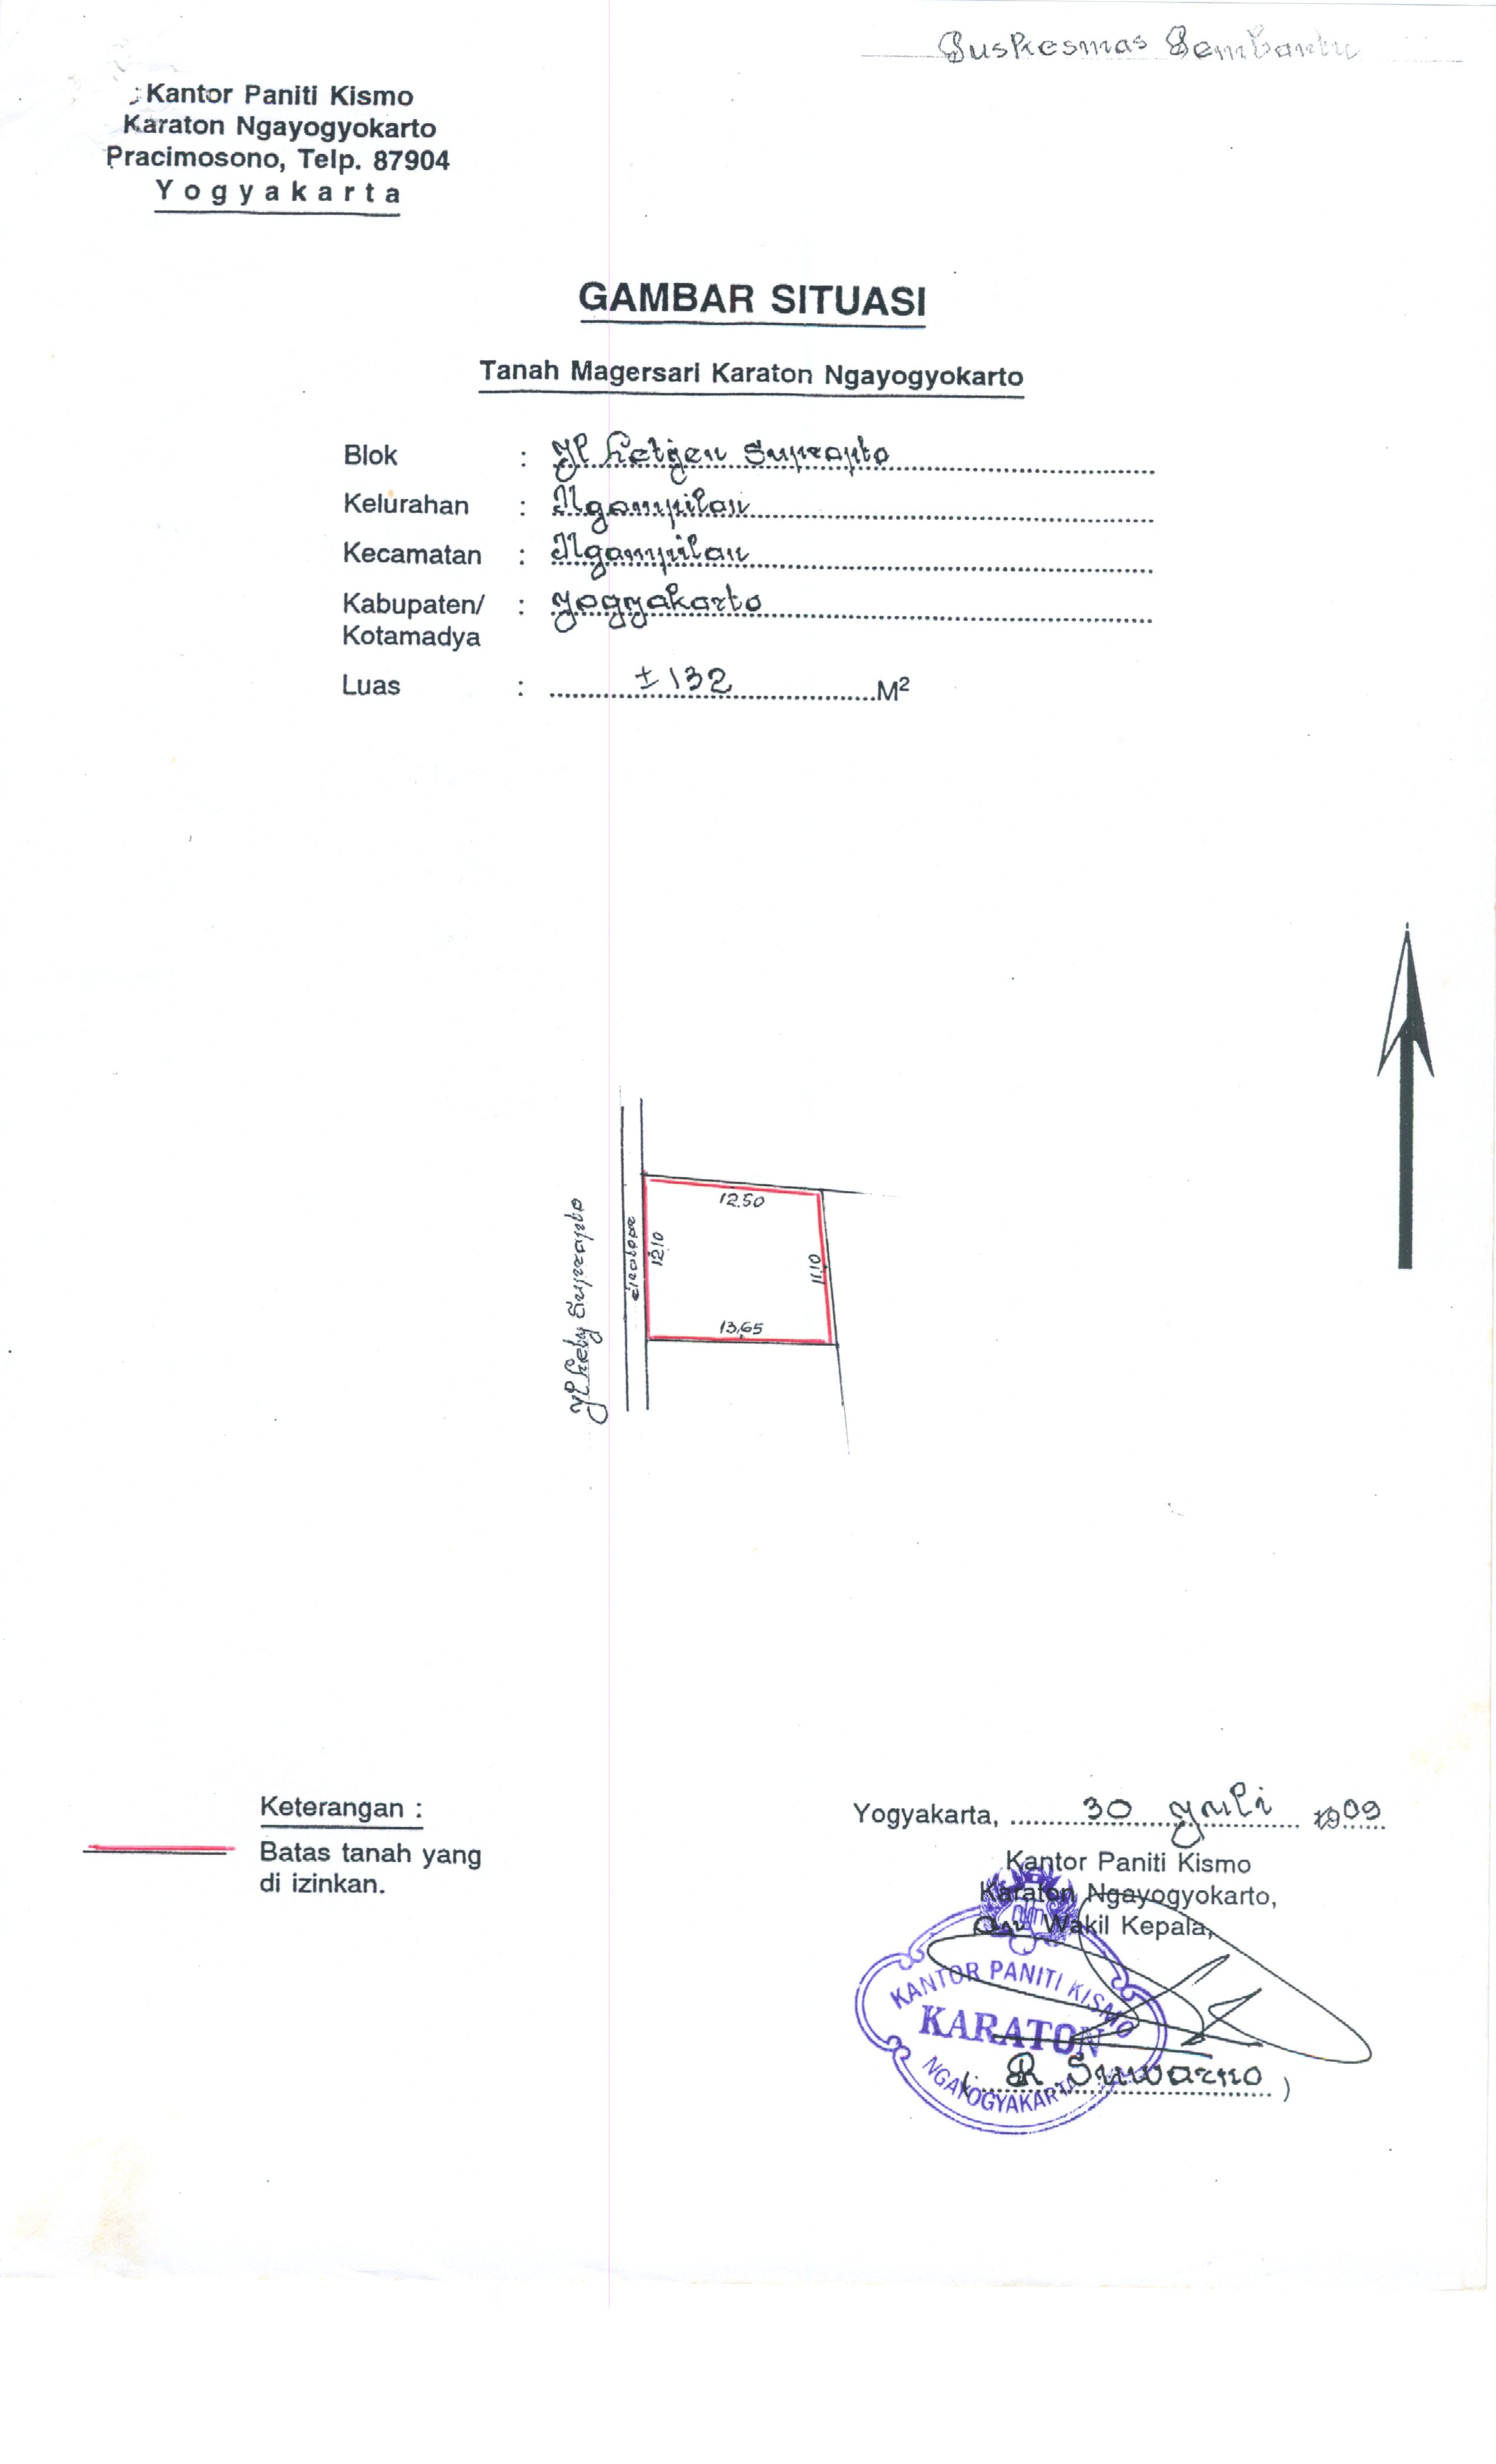 Puskesmas Pembantu
Kantor Paniti Kismo
Karaton Ngayogyokarto
Pracimosono, Telp. 87904
Yogyakarta
GAMBAR SITUASI
Tanah Magersari Karaton Ngayogyokarto
Blok : Jl Letjen Suprapto
Kelurahan : Ngampilan
Kecamatan : Ngampilan
Kabupaten/ : Yogyakarta
Kotamadya
Luas : ± 132 M²
12.50
12.10
11.10
13,65
Jl Letj Suprapto
Keterangan :
Batas tanah yang
di izinkan.
Yogyakarta, 30 Juli 2009
Kantor Paniti Kismo
Karaton Ngayogyokarto,
An Wakil Kepala,
KANTOR PANITI KISMO
KARATON
NGAYOGYAKARTA
( R. Suwarno )